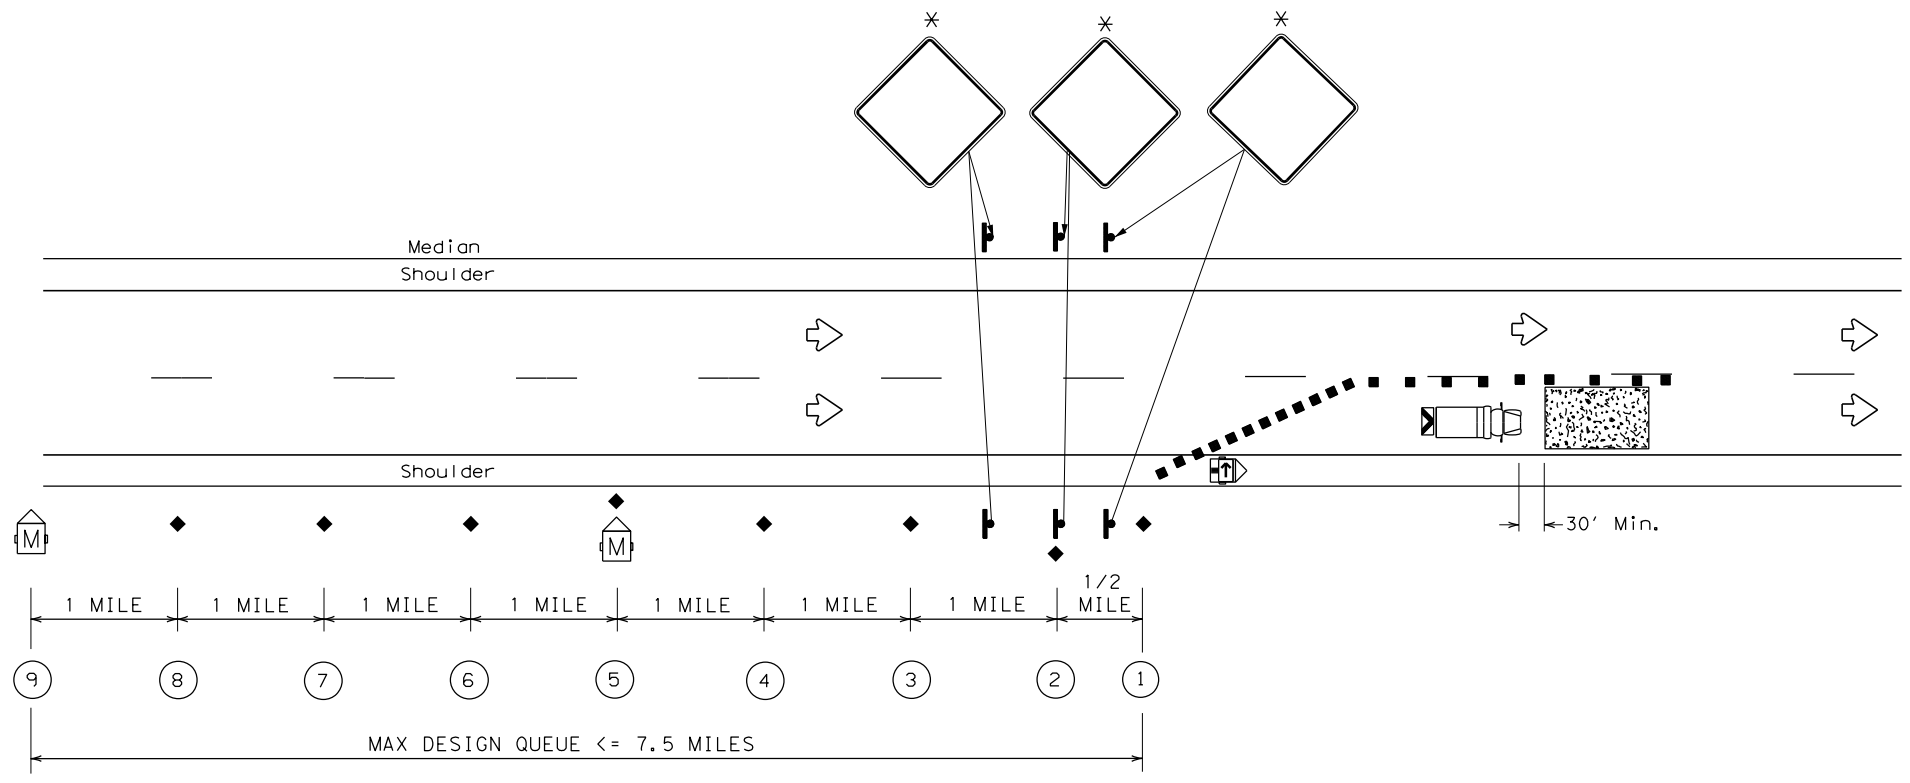 * * *
Median
Shoulder
Shoulder
M M
30' Min.
1 MILE 1 MILE 1 MILE 1 MILE 1 MILE 1 MILE 1 MILE 1/2 MILE
9 8 7 6 5 4 3 2 1
MAX DESIGN QUEUE <= 7.5 MILES